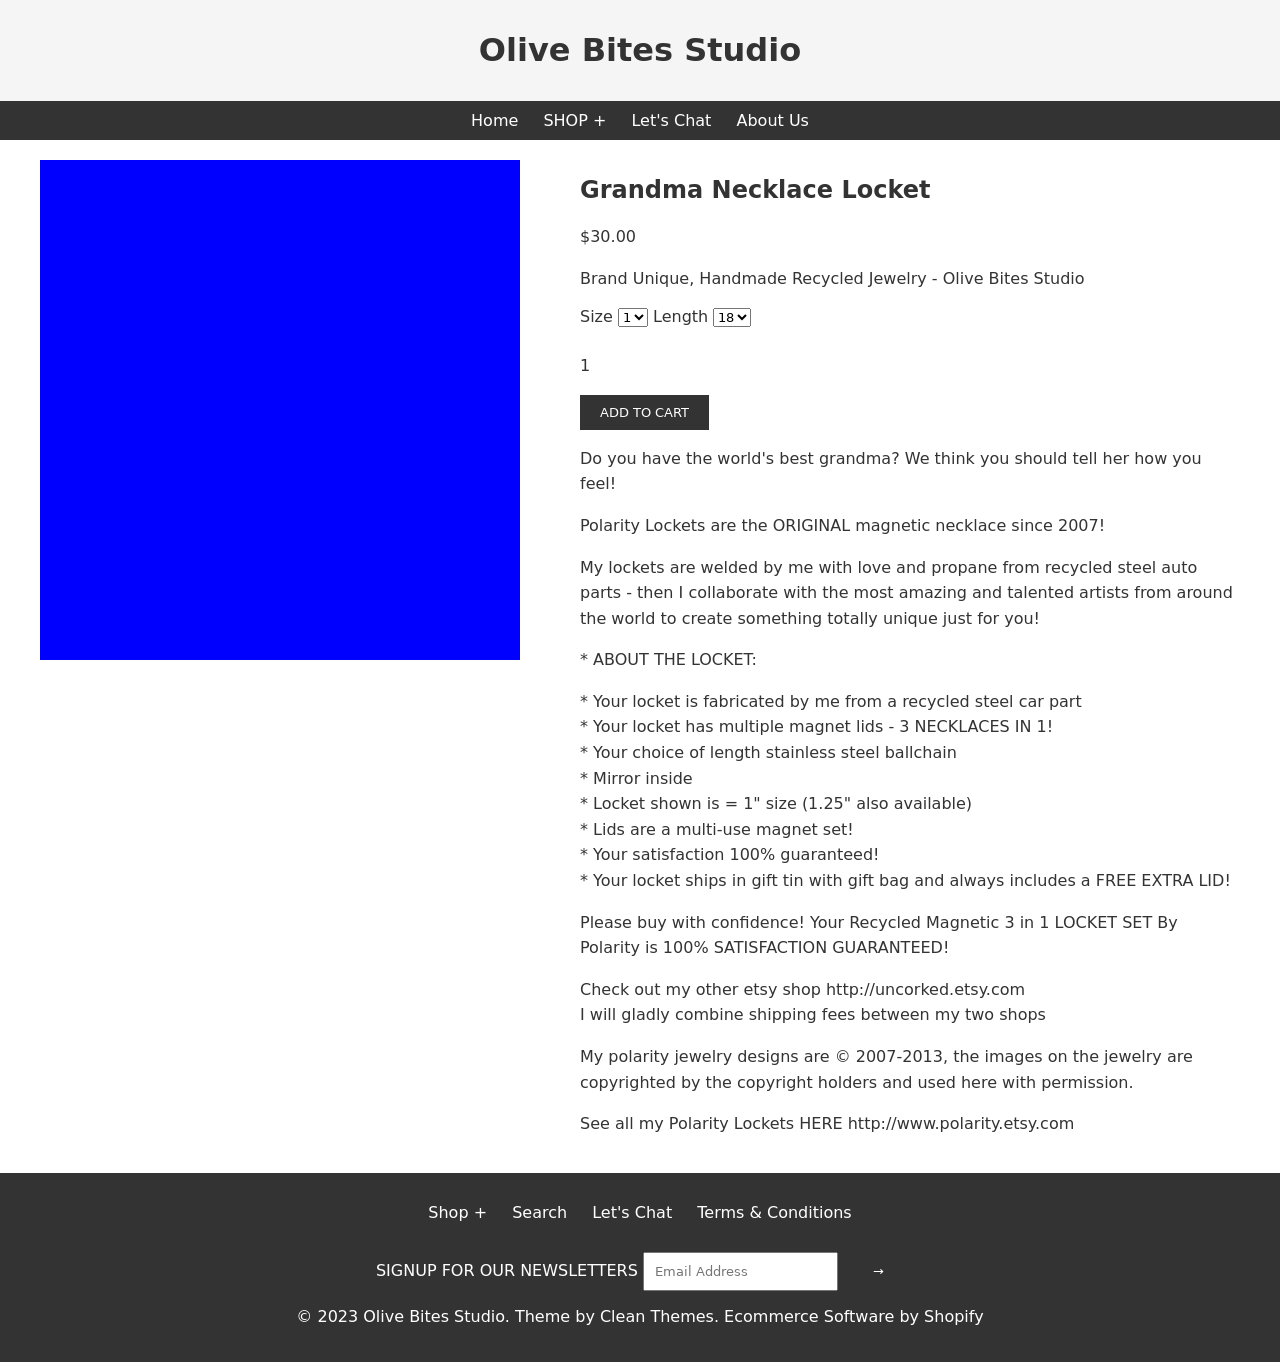 Olive Bites Studio
Home SHOP + Let's Chat About Us
Grandma Necklace Locket
$30.00
Brand Unique, Handmade Recycled Jewelry - Olive Bites Studio
Size 1 Length 18
1
ADD TO CART
Do you have the world's best grandma? We think you should tell her how you
feel!
Polarity Lockets are the ORIGINAL magnetic necklace since 2007!
My lockets are welded by me with love and propane from recycled steel auto
parts - then I collaborate with the most amazing and talented artists from around
the world to create something totally unique just for you!
* ABOUT THE LOCKET:
* Your locket is fabricated by me from a recycled steel car part
* Your locket has multiple magnet lids - 3 NECKLACES IN 1!
* Your choice of length stainless steel ballchain
* Mirror inside
* Locket shown is = 1" size (1.25" also available)
* Lids are a multi-use magnet set!
* Your satisfaction 100% guaranteed!
* Your locket ships in gift tin with gift bag and always includes a FREE EXTRA LID!
Please buy with confidence! Your Recycled Magnetic 3 in 1 LOCKET SET By
Polarity is 100% SATISFACTION GUARANTEED!
Check out my other etsy shop http://uncorked.etsy.com
I will gladly combine shipping fees between my two shops
My polarity jewelry designs are © 2007-2013, the images on the jewelry are
copyrighted by the copyright holders and used here with permission.
See all my Polarity Lockets HERE http://www.polarity.etsy.com
Shop + Search Let's Chat Terms & Conditions
SIGNUP FOR OUR NEWSLETTERS Email Address →
© 2023 Olive Bites Studio. Theme by Clean Themes. Ecommerce Software by Shopify